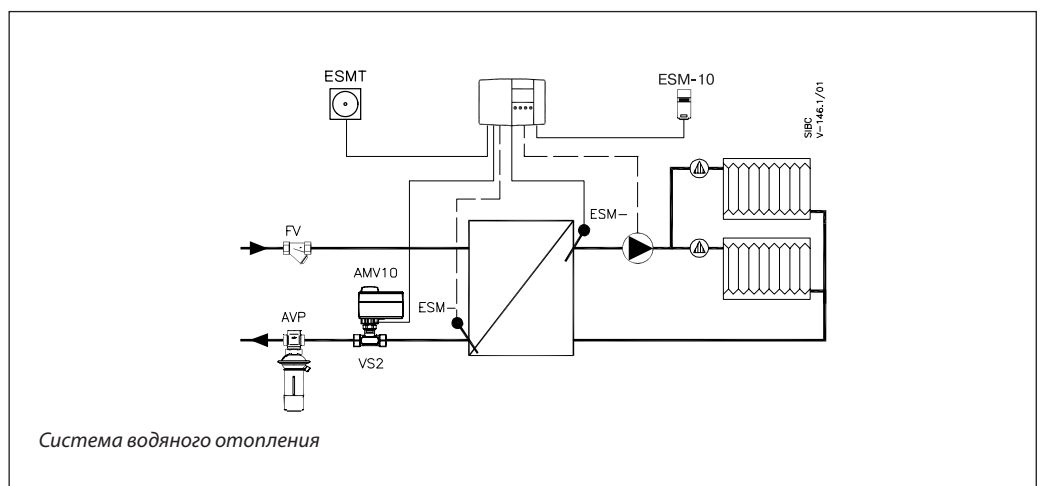 ESMT
ESM-10
SIBC
V-146.1/01
ESM-
FV
AMV10
ESM-
AVP
VS2
Система водяного отопления